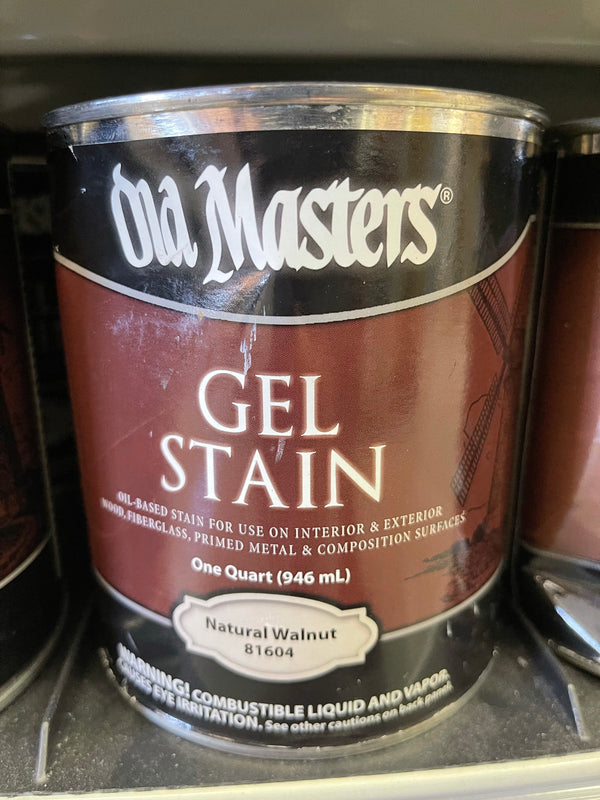 Old Masters®
GEL
STAIN
OIL-BASED STAIN FOR USE ON INTERIOR & EXTERIOR
WOOD, FIBERGLASS, PRIMED METAL & COMPOSITION SURFACES
One Quart (946 mL)
Natural Walnut
81604
WARNING! COMBUSTIBLE LIQUID AND VAPOR.
CAUSES EYE IRRITATION. See other cautions on back panel.